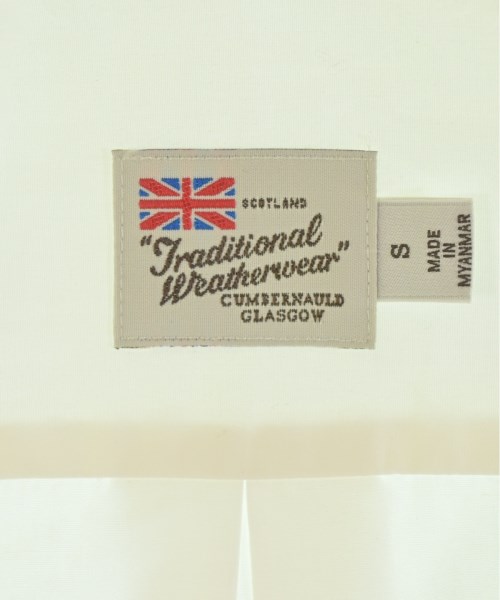 SCOTLAND
"Traditional
Weatherwear"
CUMBERNAULD
GLASGOW
S
MADE
IN
MYANMAR